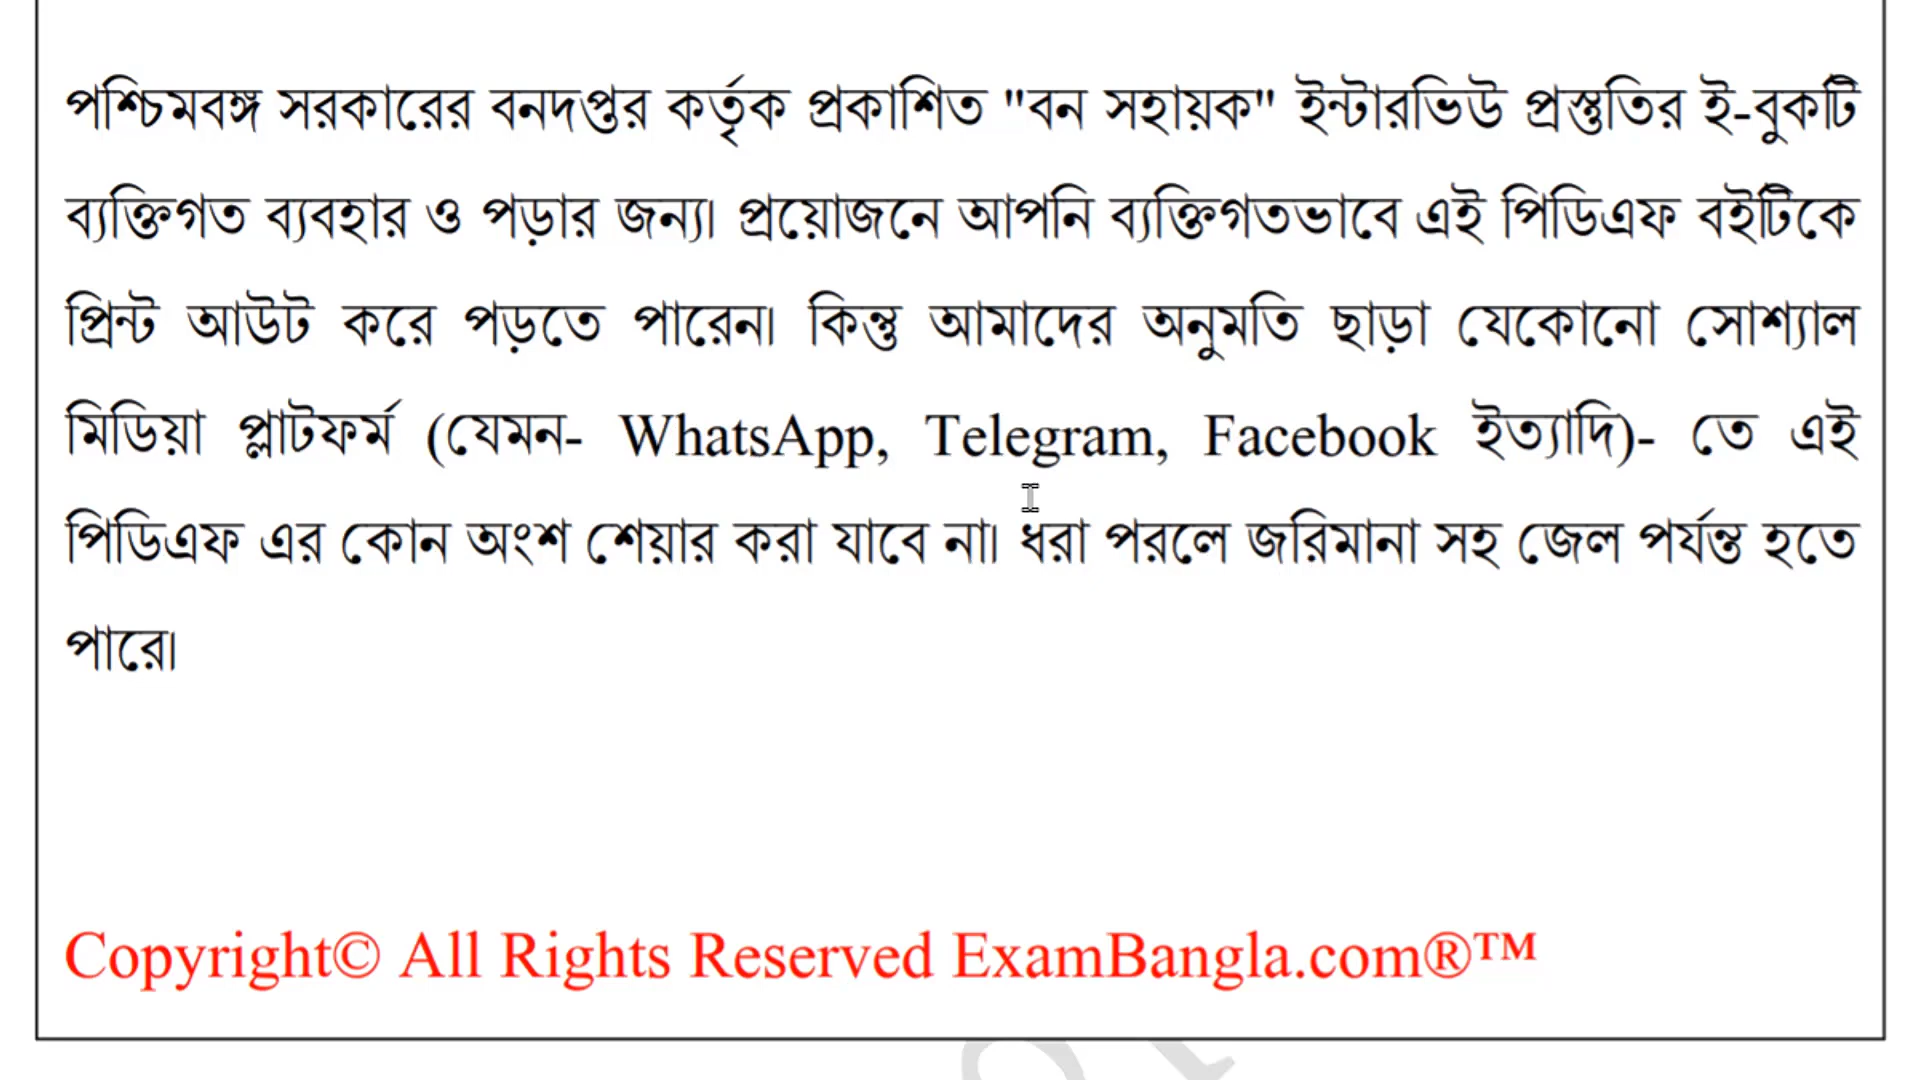 পশ্চিমবঙ্গ সরকারের বনদপ্তর কর্তৃক প্রকাশিত "বন সহায়ক" ইন্টারভিউ প্রস্তুতির ই-বুকটি
ব্যক্তিগত ব্যবহার ও পড়ার জন্য। প্রয়োজনে আপনি ব্যক্তিগতভাবে এই পিডিএফ বইটিকে
প্রিন্ট আউট করে পড়তে পারেন। কিন্তু আমাদের অনুমতি ছাড়া যেকোনো সোশ্যাল
মিডিয়া প্লাটফর্ম (যেমন- WhatsApp, Telegram, Facebook ইত্যাদি)- তে এই
পিডিএফ এর কোন অংশ শেয়ার করা যাবে না। ধরা পরলে জরিমানা সহ জেল পর্যন্ত হতে
পারে।
Copyright© All Rights Reserved ExamBangla.com®™